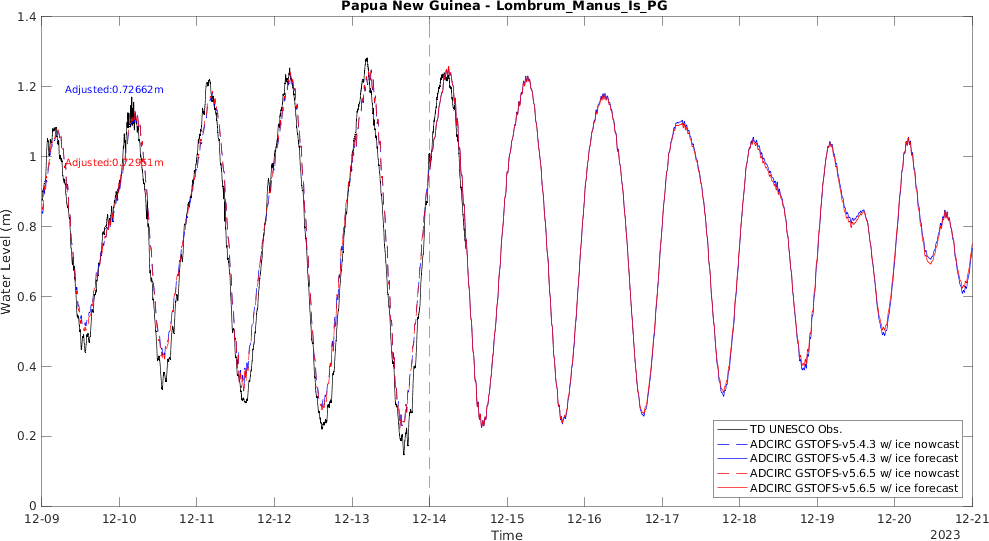 Papua New Guinea - Lombrum_Manus_Is_PG
1.4
1.2
1
0.8
0.6
0.4
0.2
0
Water Level (m)
Adjusted:0.72662m
Adjusted:0.72951m
TD UNESCO Obs.
ADCIRC GSTOFS-v5.4.3 w/ ice nowcast
ADCIRC GSTOFS-v5.4.3 w/ ice forecast
ADCIRC GSTOFS-v5.6.5 w/ ice nowcast
ADCIRC GSTOFS-v5.6.5 w/ ice forecast
12-09 12-10 12-11 12-12 12-13 12-14 12-15 12-16 12-17 12-18 12-19 12-20 12-21
Time
2023